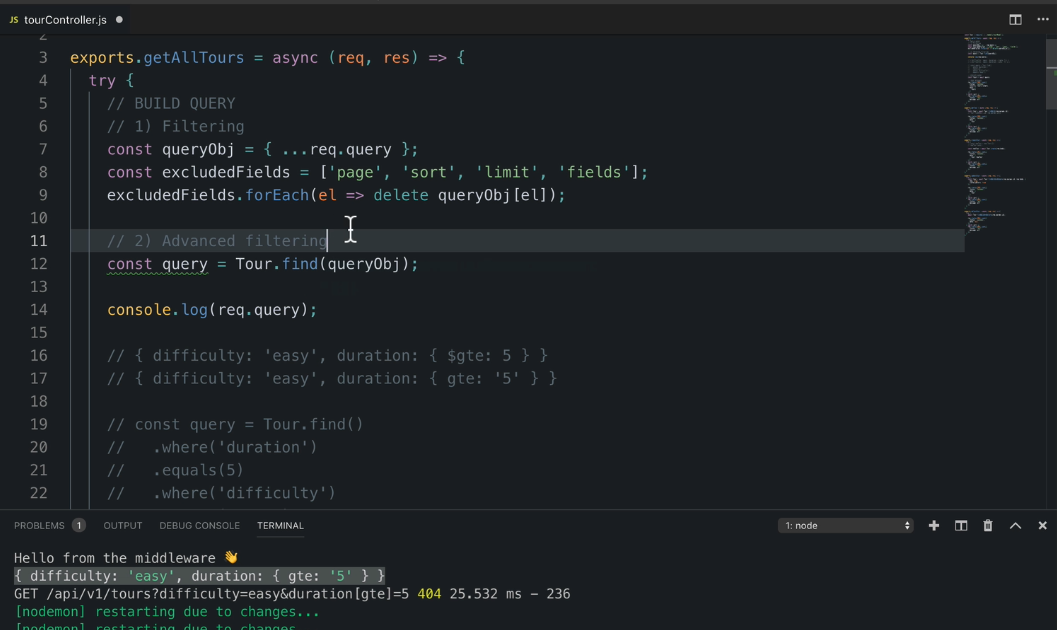 JS tourController.js ●
2
3 exports.getAllTours = async (req, res) => {
4 try {
5 // BUILD QUERY
6 // 1) Filtering
7 const queryObj = { ...req.query };
8 const excludedFields = ['page', 'sort', 'limit', 'fields'];
9 excludedFields.forEach(el => delete queryObj[el]);
10
11 // 2) Advanced filtering
12 const query = Tour.find(queryObj);
13
14 console.log(req.query);
15
16 // { difficulty: 'easy', duration: { $gte: 5 } }
17 // { difficulty: 'easy', duration: { gte: '5' } }
18
19 // const query = Tour.find()
20 //   .where('duration')
21 //   .equals(5)
22 //   .where('difficulty')
PROBLEMS 1 OUTPUT DEBUG CONSOLE TERMINAL 1: node
Hello from the middleware 👋
{ difficulty: 'easy', duration: { gte: '5' } }
GET /api/v1/tours?difficulty=easy&duration[gte]=5 404 25.532 ms - 236
[nodemon] restarting due to changes...
[nodemon] restarting due to changes...